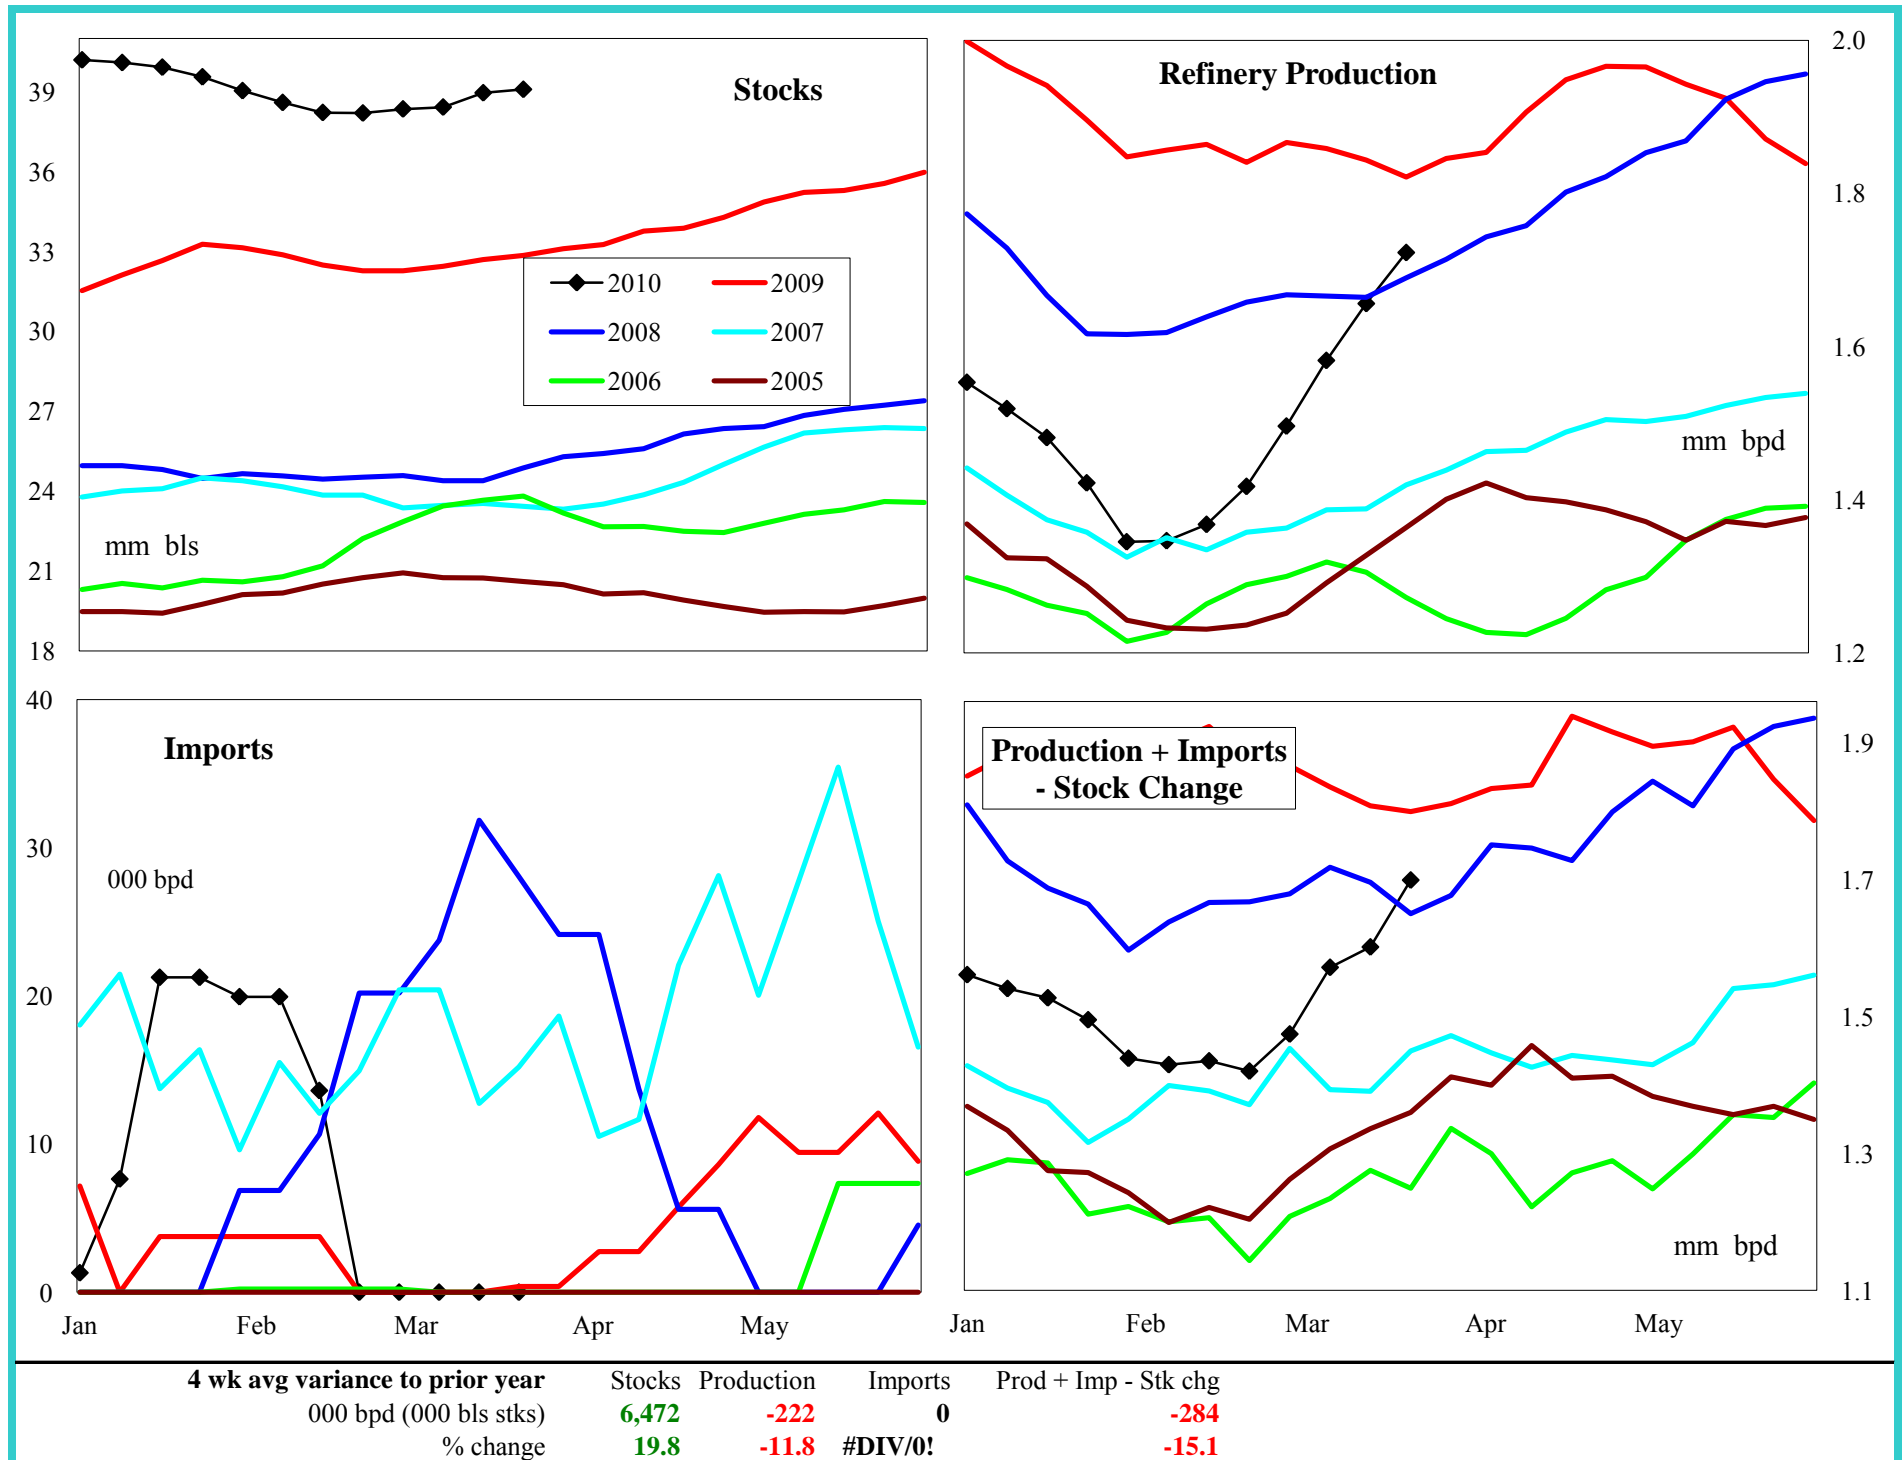 Stocks
39
36
33
30
27
24
21
18
mm bls
2010 2009
2008 2007
2006 2005
Refinery Production
2.0
1.8
1.6
1.4
1.2
mm bpd
Imports
40
30
20
10
0
000 bpd
Jan Feb Mar Apr May
Production + Imports
- Stock Change
1.9
1.7
1.5
1.3
1.1
mm bpd
Jan Feb Mar Apr May
4 wk avg variance to prior year Stocks Production Imports Prod + Imp - Stk chg
000 bpd (000 bls stks) 6,472 -222 0 -284
% change 19.8 -11.8 #DIV/0! -15.1